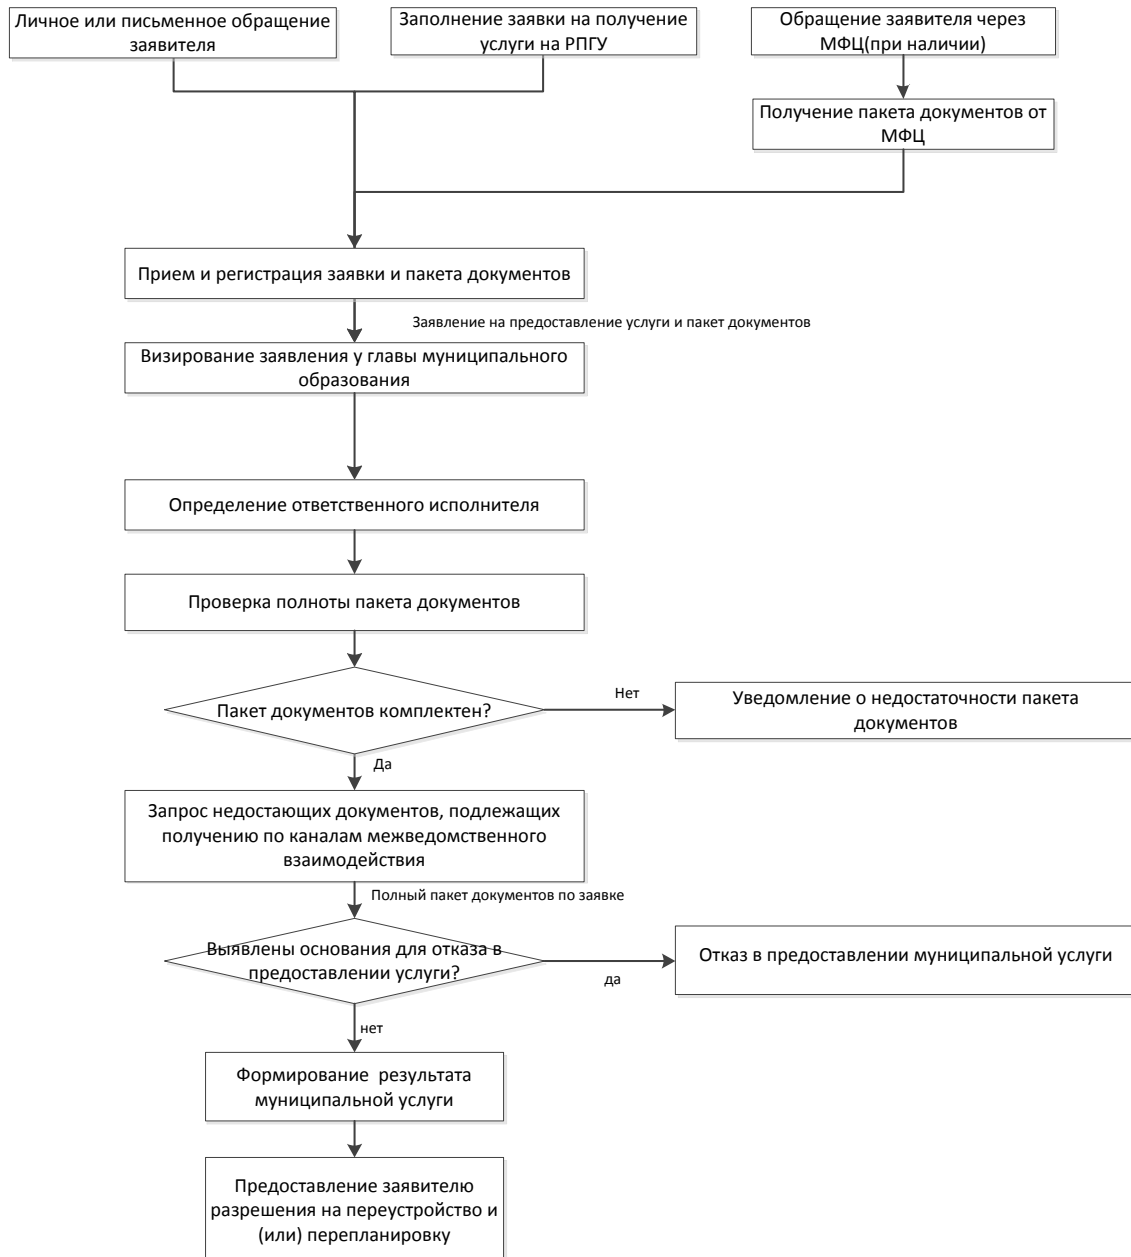 Личное или письменное обращение
заявителя
Заполнение заявки на получение
услуги на РПГУ
Обращение заявителя через
МФЦ(при наличии)
Получение пакета документов от
МФЦ
Прием и регистрация заявки и пакета документов
Заявление на предоставление услуги и пакет документов
Визирование заявления у главы муниципального
образования
Определение ответственного исполнителя
Проверка полноты пакета документов
Пакет документов комплектен?
Нет
Уведомление о недостаточности пакета
документов
Да
Запрос недостающих документов, подлежащих
получению по каналам межведомственного
взаимодействия
Полный пакет документов по заявке
Выявлены основания для отказа в
предоставлении услуги?
да
Отказ в предоставлении муниципальной услуги
нет
Формирование  результата
муниципальной услуги
Предоставление заявителю
разрешения на переустройство и
(или) перепланировку